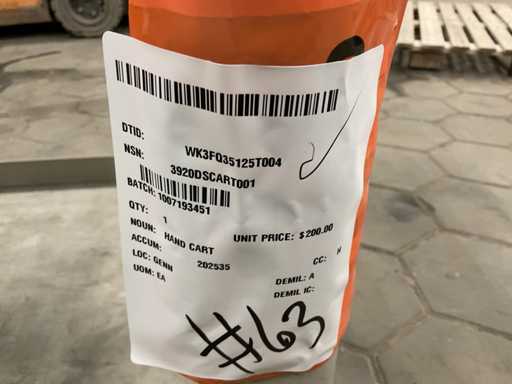 DTID: WK3FQ35125T004
NSN: 3920DSCART001
BATCH: 1007193451
QTY: 1
NOUN: HAND CART UNIT PRICE: $200.00
ACCUM: 202535 CC: H
LOC: GENN DEMIL: A
UOM: EA DEMIL IC:
#63